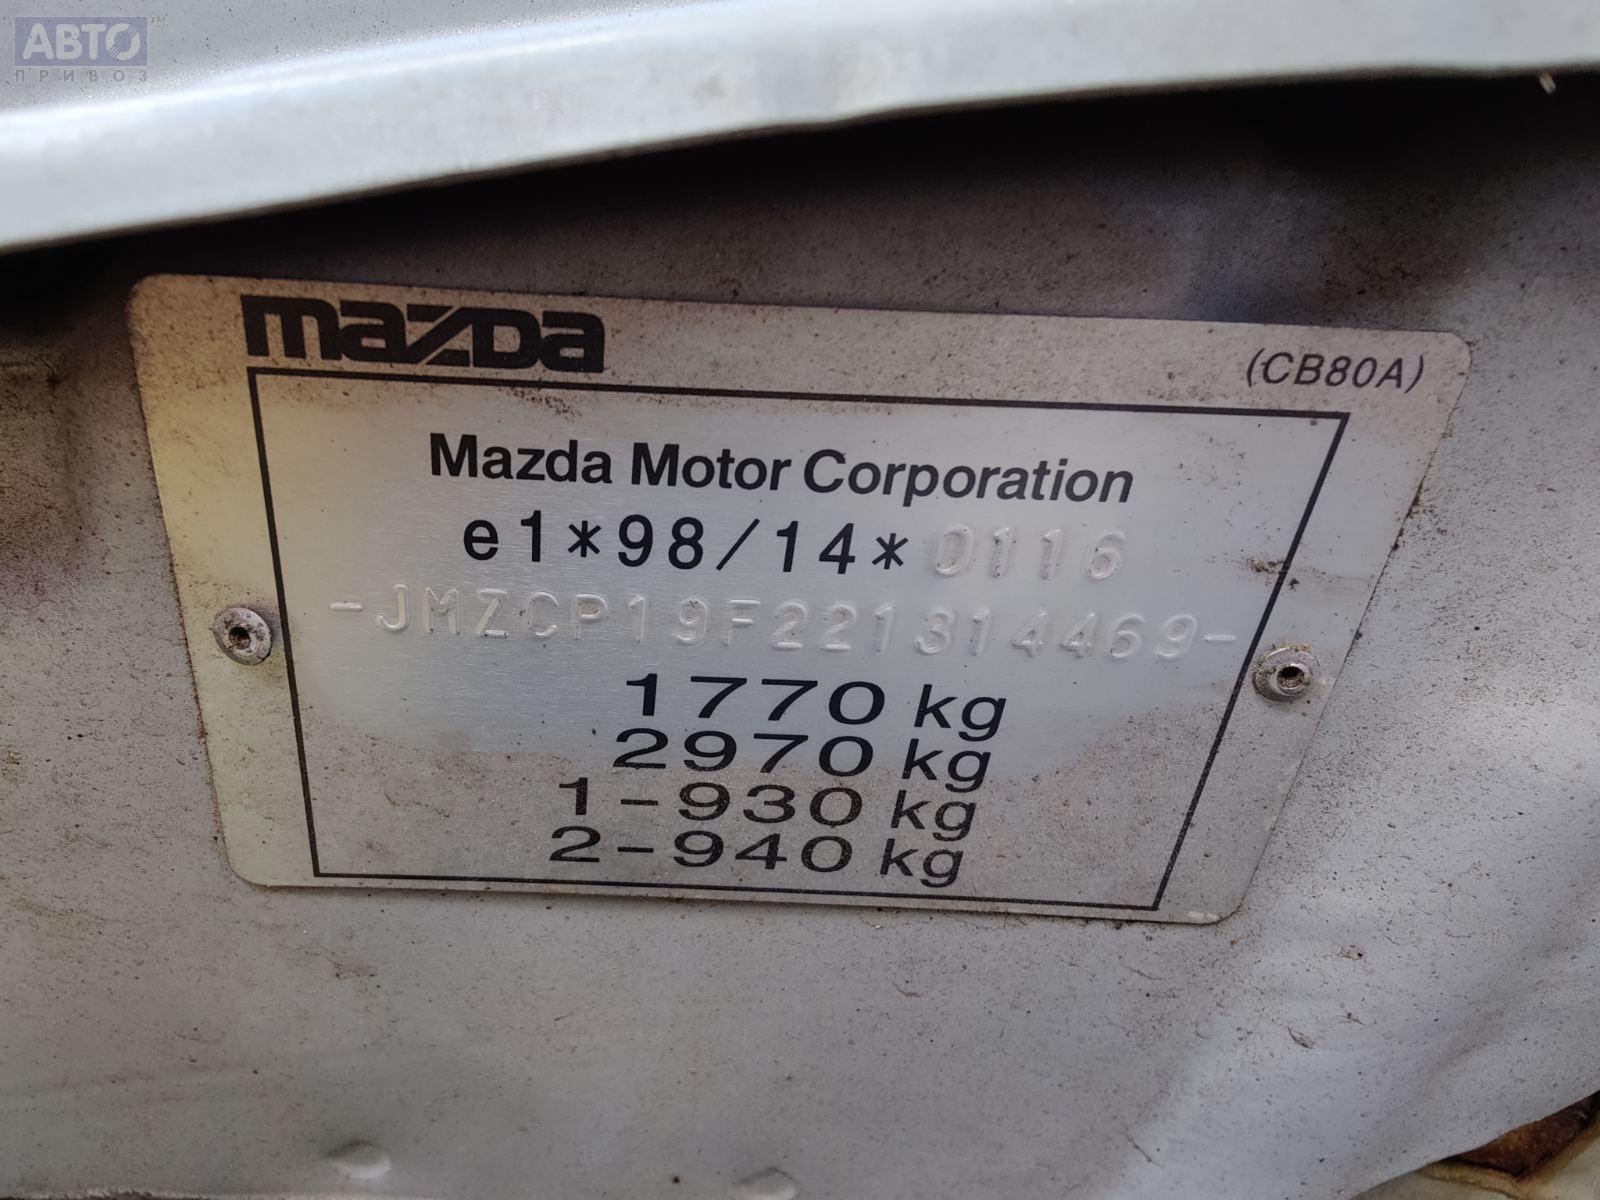 АВТО™
ПРИВОЗ
mazda
(CB80A)
Mazda Motor Corporation
e1*98/14*0116
-JMZCP19F221314469-
1770 kg
2970 kg
1-930 kg
2-940 kg